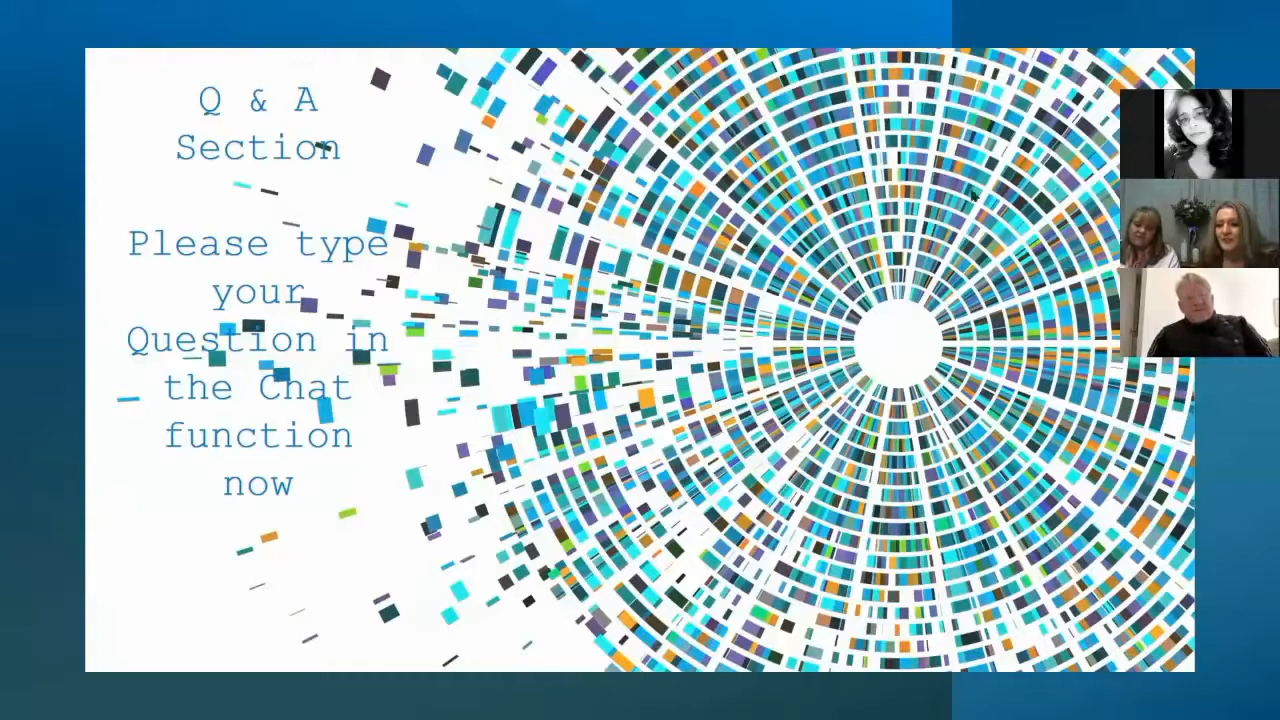 Q & A
Section
Please type
your
Question in
the Chat
function
now